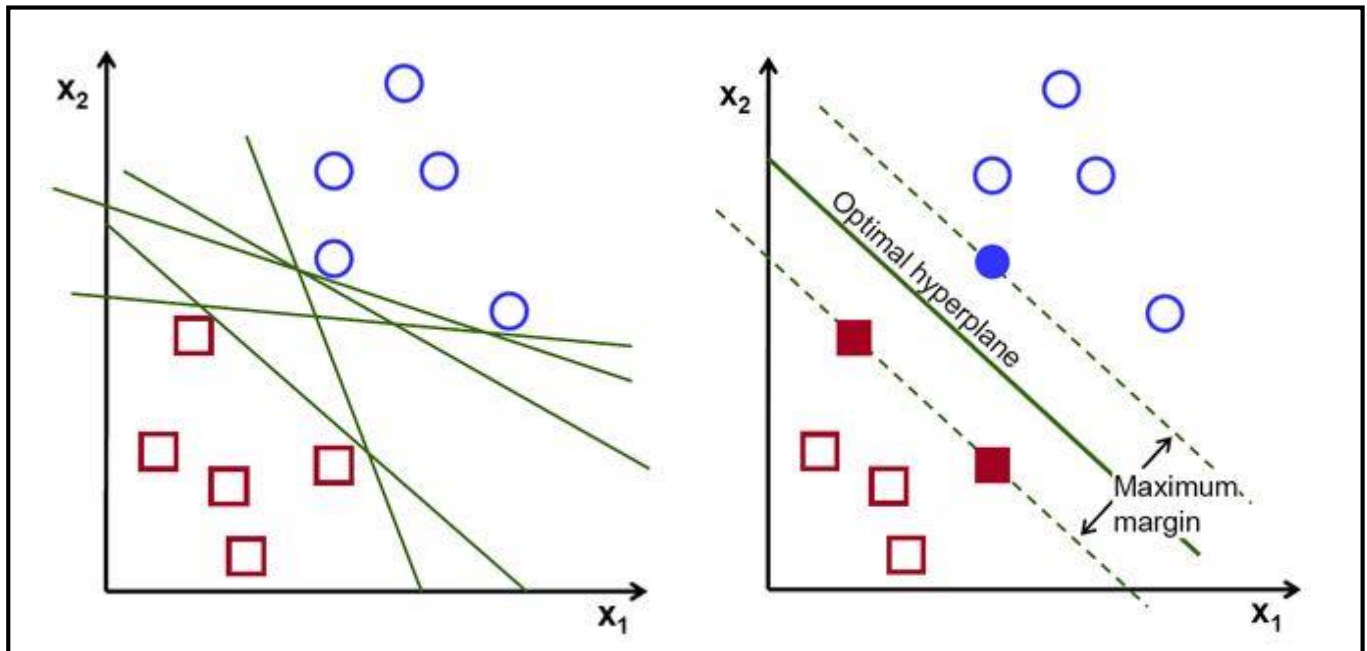 x₂
x₁
x₂
Optimal hyperplane
Maximum
margin
x₁